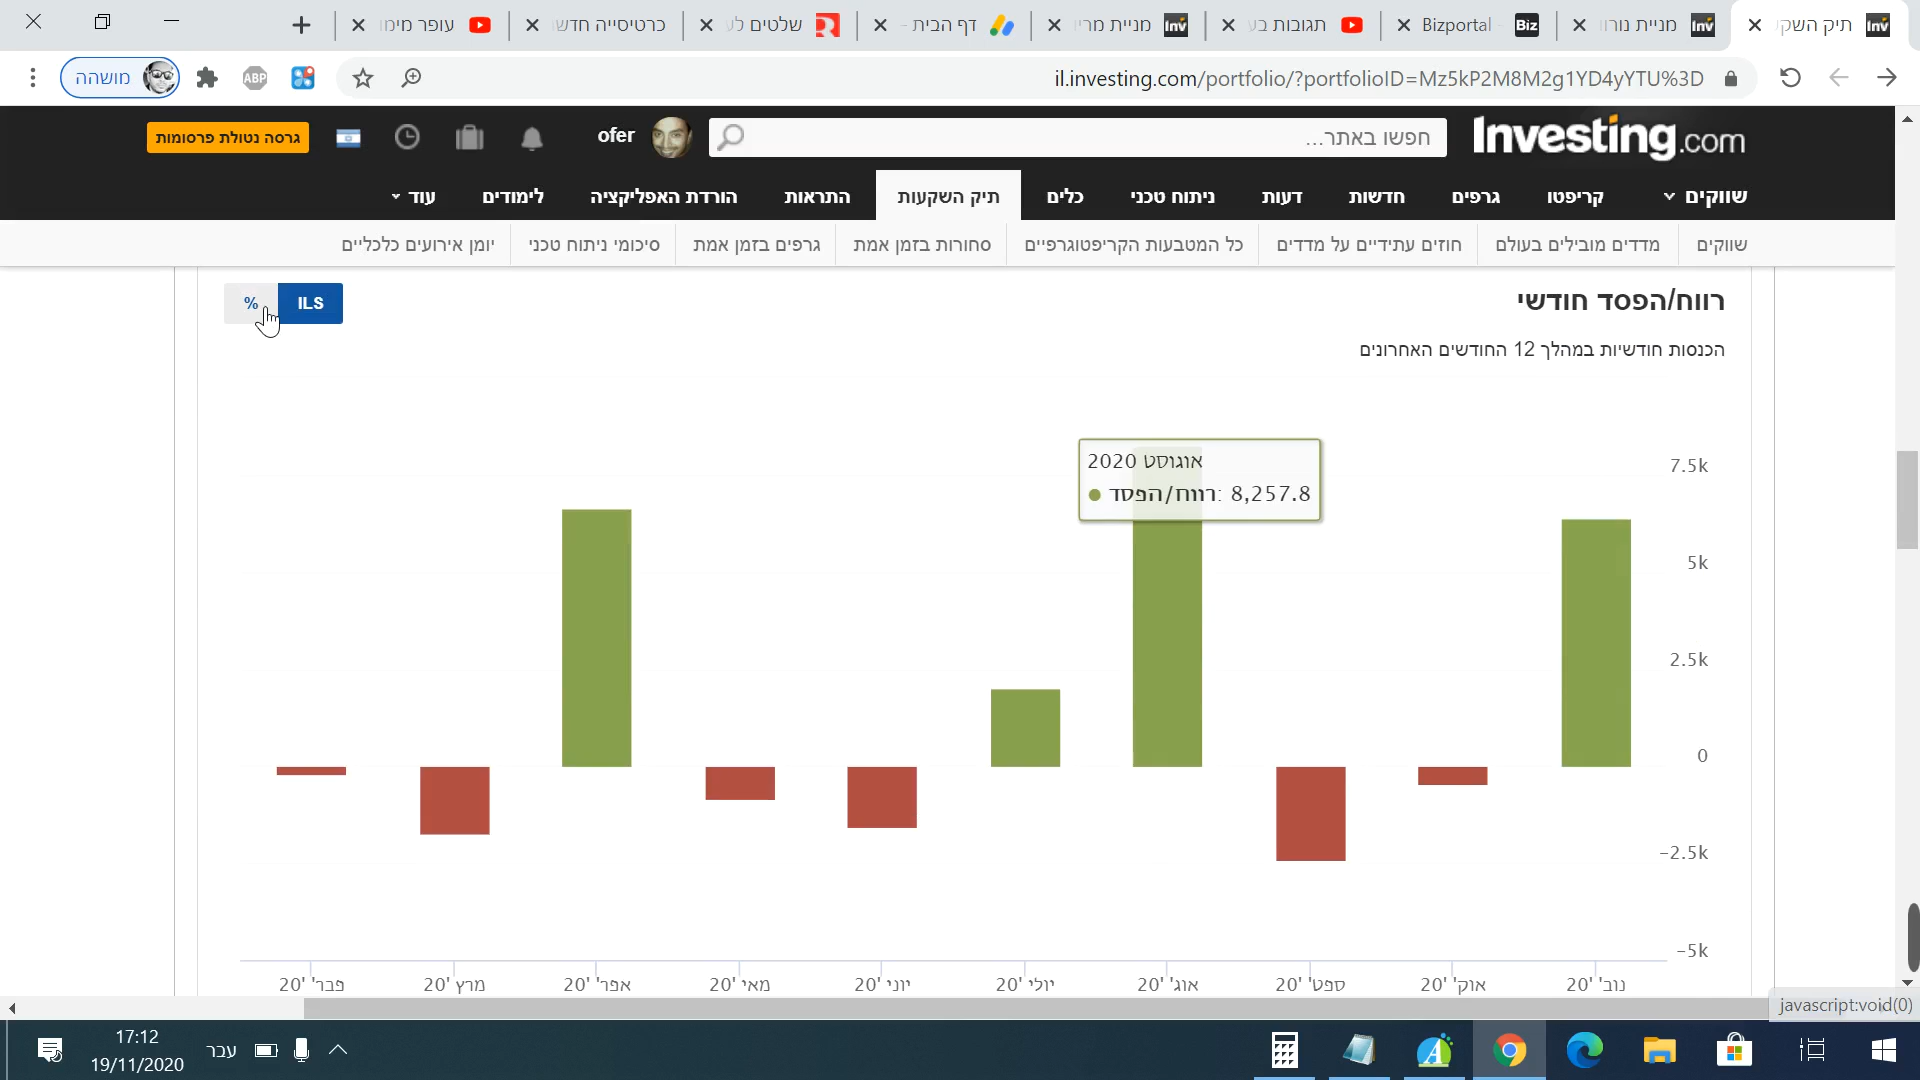 תיק השקי
מניית נורוו
Bizportal
תגובות בע
מניית מריו
דף הבית -
שלטים לע
כרטיסייה חדש
עופר מימו
il.investing.com/portfolio/?portfolioID=Mz5kP2M8M2g1YD4yYTU%3D
ABP
מושהה
Investing.com
חפשו באתר...
ofer
גרסה נטולת פרסומות
שווקים
קריפטו
גרפים
חדשות
דעות
ניתוח טכני
כלים
תיק השקעות
התראות
הורדת האפליקציה
לימודים
עוד
שווקים
מדדים מובילים בעולם
חוזים עתידיים על מדדים
כל המטבעות הקריפטוגרפיים
סחורות בזמן אמת
גרפים בזמן אמת
סיכומי ניתוח טכני
יומן אירועים כלכליים
רווח/הפסד חודשי
ILS
%
הכנסות חודשיות במהלך 12 החודשים האחרונים
אוגוסט 2020
רווח/הפסד: 8,257.8
7.5k
5k
2.5k
0
-2.5k
-5k
נוב' '20
אוק' '20
ספט' '20
אוג' '20
יולי '20
יוני '20
מאי '20
אפר' '20
מרץ '20
פבר' '20
javascript:void(0)
עבר
17:12
19/11/2020